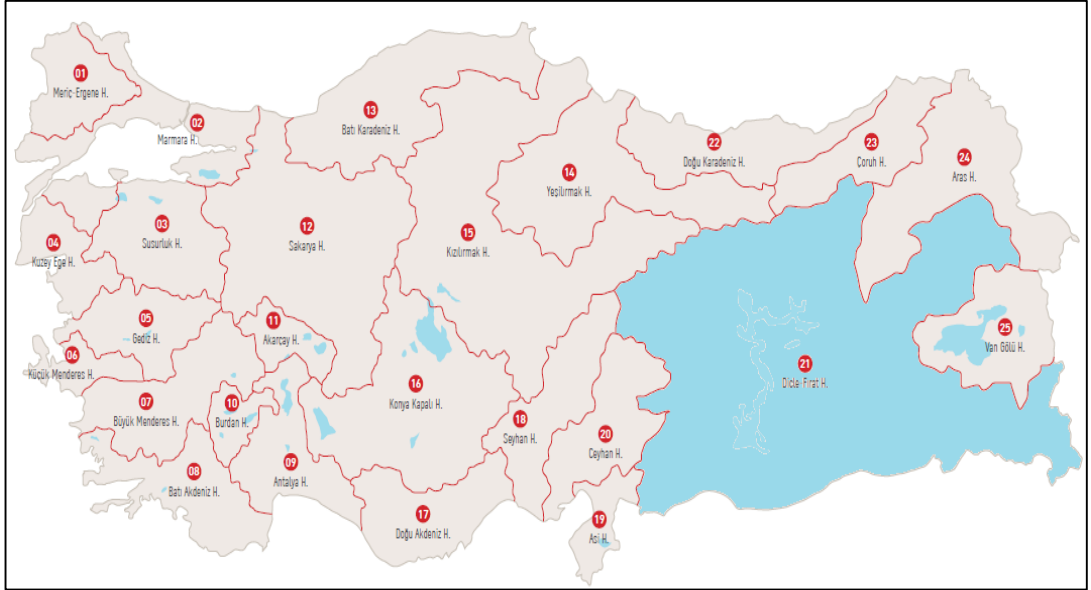 01
Meriç-Ergene H.
02
Marmara H.
03
Susurluk H.
04
Kuzey Ege H.
05
Gediz H.
06
Küçük Menderes H.
07
Büyük Menderes H.
08
Batı Akdeniz H.
09
Antalya H.
10
Burdan H.
11
Akarçay H.
12
Sakarya H.
13
Batı Karadeniz H.
14
Yeşilırmak H.
15
Kızılırmak H.
16
Konya Kapalı H.
17
Doğu Akdeniz H.
18
Seyhan H.
19
Asi H.
20
Ceyhan H.
21
Dicle-Fırat H.
22
Doğu Karadeniz H.
23
Çoruh H.
24
Aras H.
25
Van Gölü H.